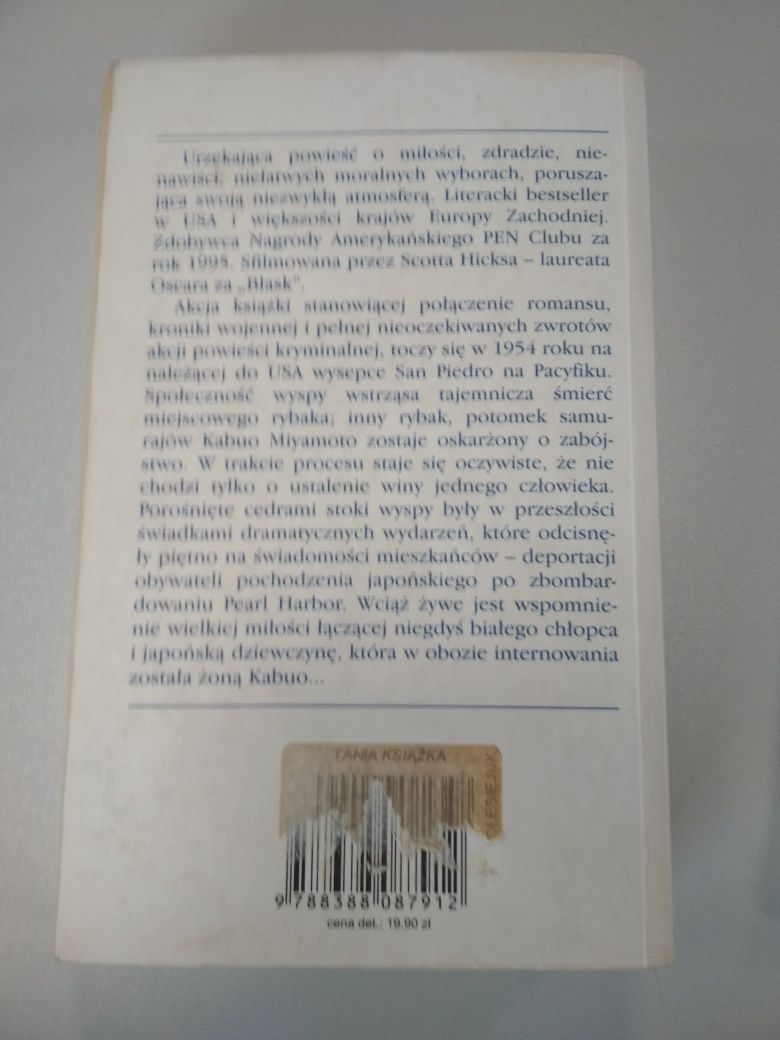 Urzekająca powieść o miłości, zdradzie, nie-
nawiści, niełatwych moralnych wyborach, porusza-
jąca swoją niezwykłą atmosferą. Literacki bestseller
w USA i większości krajów Europy Zachodniej.
Zdobywca Nagrody Amerykańskiego PEN Clubu za
rok 1995. Sfilmowana przez Scotta Hicksa – laureata
Oscara za „Blask".
Akcja książki stanowiącej połączenie romansu,
kroniki wojennej i pełnej nieoczekiwanych zwrotów
akcji powieści kryminalnej, toczy się w 1954 roku na
należącej do USA wysepce San Piedro na Pacyfiku.
Społeczność wyspy wstrząsa tajemnicza śmierć
miejscowego rybaka; inny rybak, potomek samu-
rajów Kabuo Miyamoto zostaje oskarżony o zabój-
stwo. W trakcie procesu staje się oczywiste, że nie
chodzi tylko o ustalenie winy jednego człowieka.
Porośnięte cedrami stoki wyspy były w przeszłości
świadkami dramatycznych wydarzeń, które odcisnę-
ły piętno na świadomości mieszkańców – deportacji
obywateli pochodzenia japońskiego po zbombar-
dowaniu Pearl Harbor. Wciąż żywe jest wspomnie-
nie wielkiej miłości łączącej niegdyś białego chłopca
i japońską dziewczynę, która w obozie internowania
została żoną Kabuo...
TANIA KSIĄŻKA
OLESIEJUK
9 788388 087912
cena det.: 19.90 zł